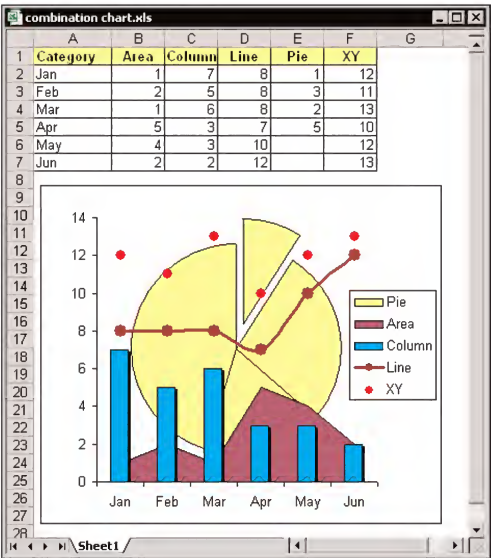 combination chart.xls
A B C D E F G
1 Category Area Column Line Pie XY
2 Jan 1 7 8 1 12
3 Feb 2 5 8 3 11
4 Mar 1 6 8 2 13
5 Apr 5 3 7 5 10
6 May 4 3 10 12
7 Jun 2 2 12 13
8
9
10
11
12
13
14
15
16
17
18
19
20
21
22
23
24
25
26
27
28
14
12
10
8
6
4
2
0
Jan Feb Mar Apr May Jun
Pie
Area
Column
Line
XY
Sheet1